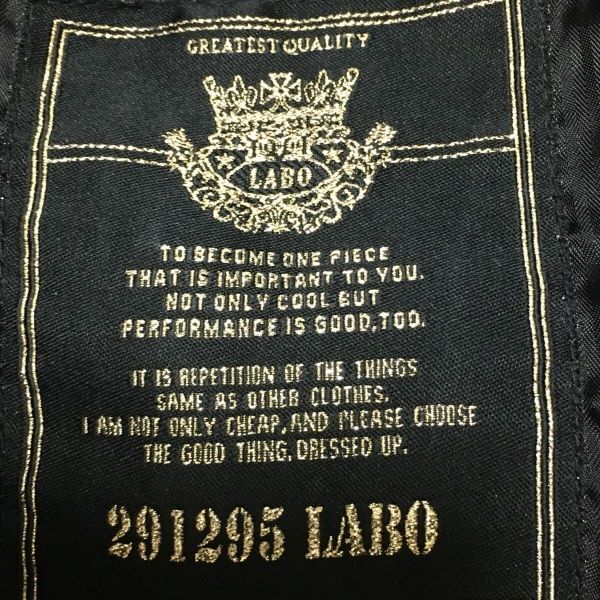 GREATEST QUALITY
LABO
TO BECOME ONE PIECE
THAT IS IMPORTANT TO YOU.
NOT ONLY COOL BUT
PERFORMANCE IS GOOD,TOO.
IT IS REPETITION OF THE THINGS
SAME AS OTHER CLOTHES.
I AM NOT ONLY CHEAP,AND PLEASE CHOOSE
THE GOOD THING,DRESSED UP.
291295 LABO